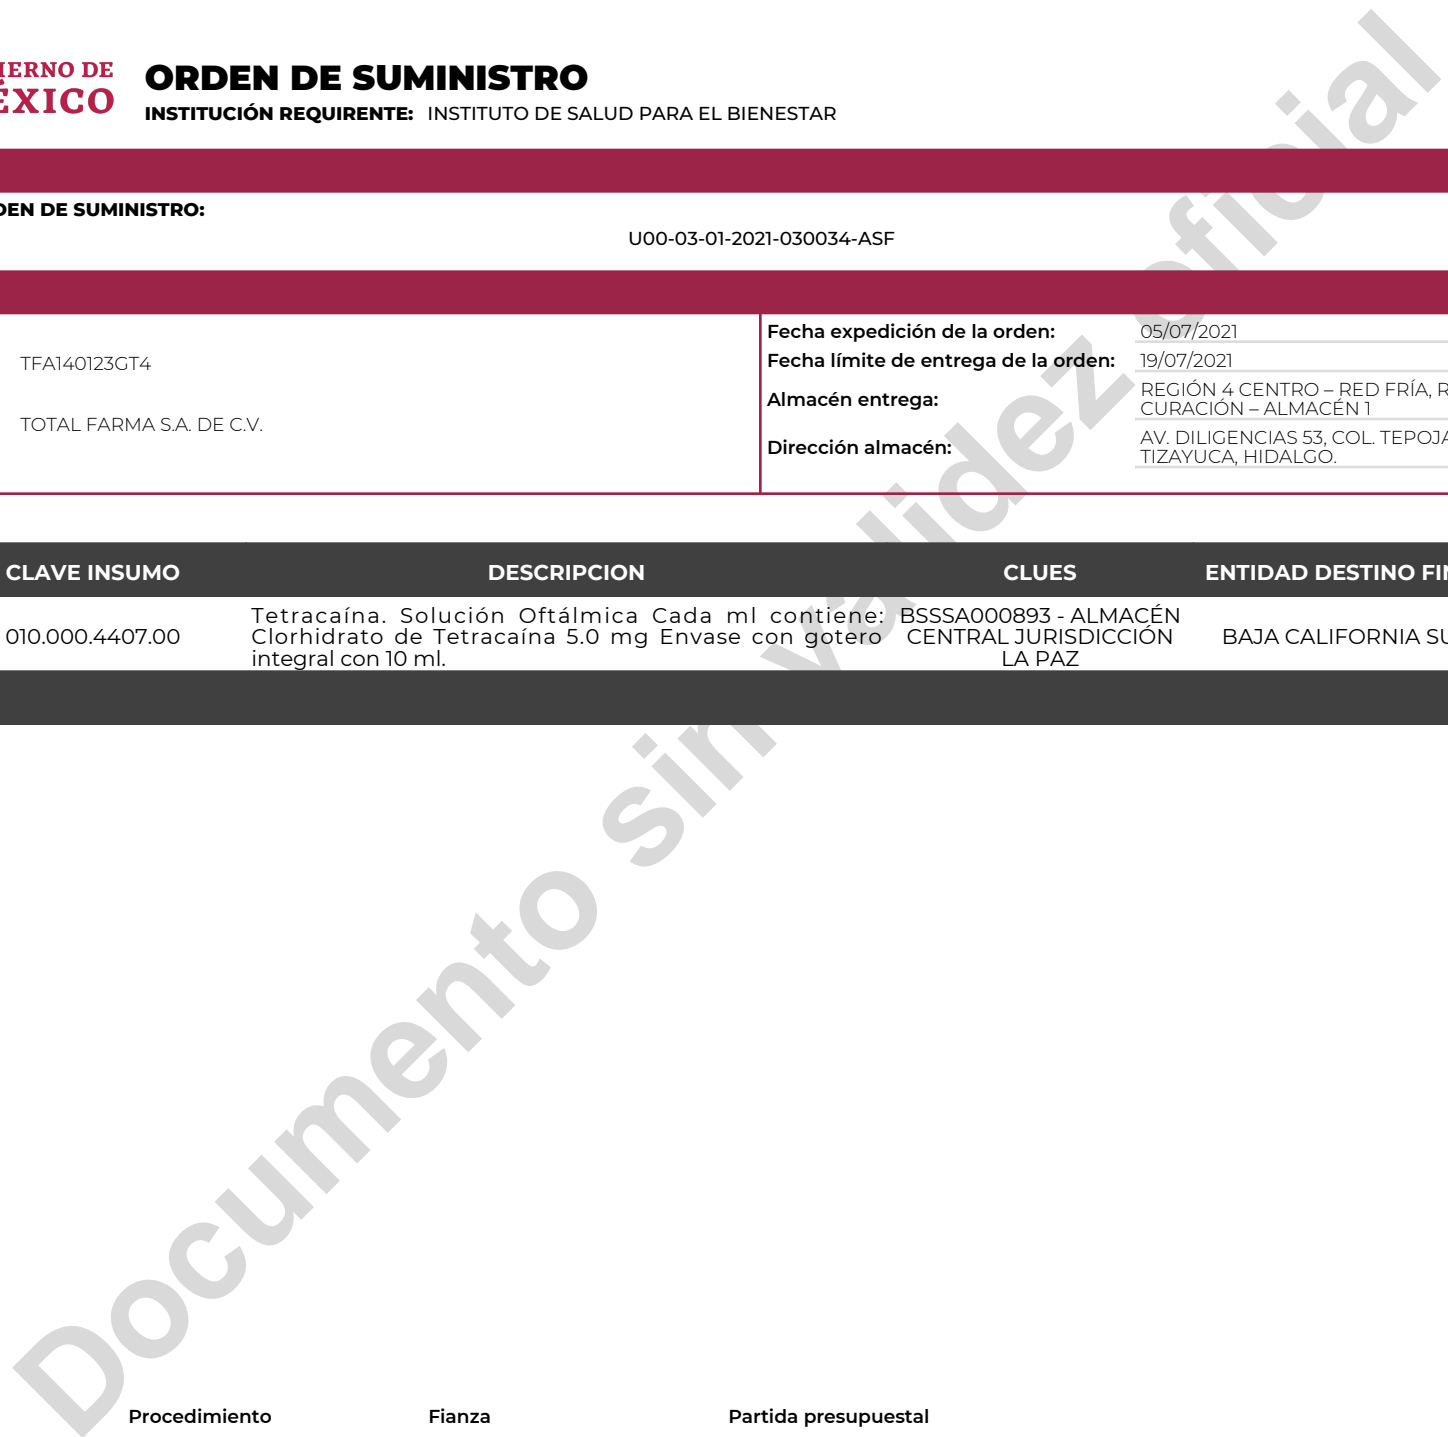 IERNO DE
ÉXICO
ORDEN DE SUMINISTRO
INSTITUCIÓN REQUIRENTE: INSTITUTO DE SALUD PARA EL BIENESTAR
DEN DE SUMINISTRO:
U00-03-01-2021-030034-ASF
TFA140123GT4
TOTAL FARMA S.A. DE C.V.
Fecha expedición de la orden: 05/07/2021
Fecha límite de entrega de la orden: 19/07/2021
Almacén entrega: REGIÓN 4 CENTRO – RED FRÍA, R
CURACIÓN – ALMACÉN 1
Dirección almacén: AV. DILIGENCIAS 53, COL. TEPOJA
TIZAYUCA, HIDALGO.
CLAVE INSUMO DESCRIPCION CLUES ENTIDAD DESTINO FIN
010.000.4407.00
Tetracaína. Solución Oftálmica Cada ml contiene:
Clorhidrato de Tetracaína 5.0 mg Envase con gotero
integral con 10 ml.
BSSSA000893 - ALMACÉN
CENTRAL JURISDICCIÓN
LA PAZ
BAJA CALIFORNIA SU
Documento sin validez oficial
Procedimiento Fianza Partida presupuestal